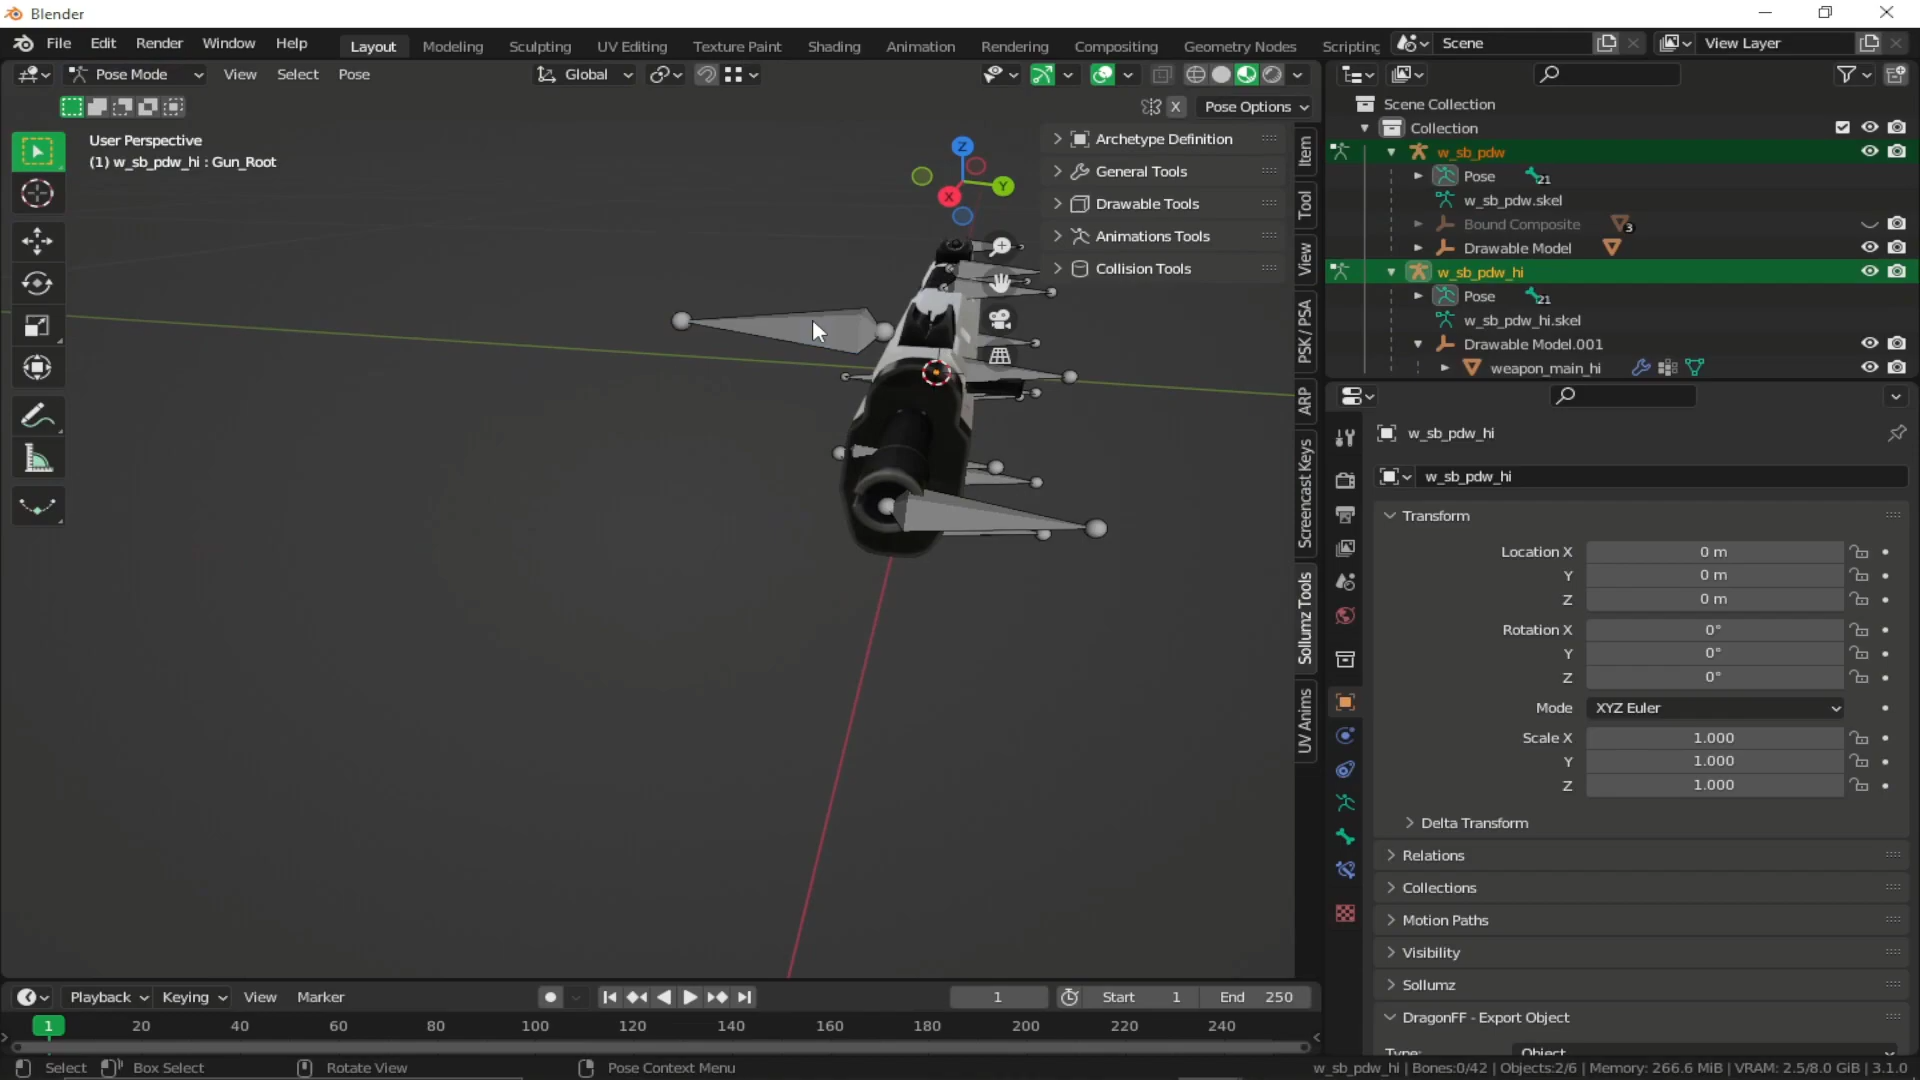 Blender
File Edit Render Window Help Layout Modeling Sculpting UV Editing Texture Paint Shading Animation Rendering Compositing Geometry Nodes Scripting Scene View Layer
Pose Mode View Select Pose Global
X Pose Options
User Perspective
(1) w_sb_pdw_hi : Gun_Root
Z
Y
X
Archetype Definition
General Tools
Drawable Tools
Animations Tools
Collision Tools
Item
Tool
View
PSK / PSA
ARP
Screencast Keys
Sollumz Tools
UV Anims
Scene Collection
Collection
w_sb_pdw
Pose 21
w_sb_pdw.skel
Bound Composite 3
Drawable Model
w_sb_pdw_hi
Pose 21
w_sb_pdw_hi.skel
Drawable Model.001
weapon_main_hi
w_sb_pdw_hi
w_sb_pdw_hi
Transform
Location X 0 m
Y 0 m
Z 0 m
Rotation X 0°
Y 0°
Z 0°
Mode XYZ Euler
Scale X 1.000
Y 1.000
Z 1.000
Delta Transform
Relations
Collections
Motion Paths
Visibility
Sollumz
DragonFF - Export Object
Type: Object
Playback Keying View Marker 1 Start 1 End 250
1 20 40 60 80 100 120 140 160 180 200 220 240
Select Box Select Rotate View Pose Context Menu w_sb_pdw_hi | Bones:0/42 | Objects:2/6 | Memory: 266.6 MiB | VRAM: 2.5/8.0 GiB | 3.1.0